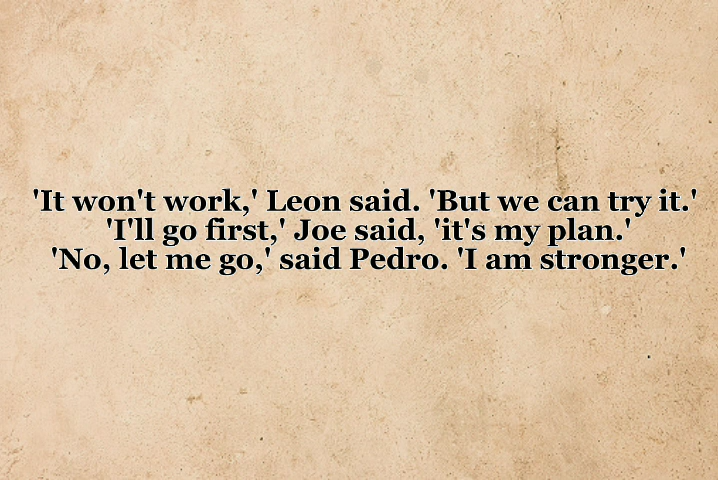 'It won't work,' Leon said. 'But we can try it.'
'I'll go first,' Joe said, 'it's my plan.'
'No, let me go,' said Pedro. 'I am stronger.'